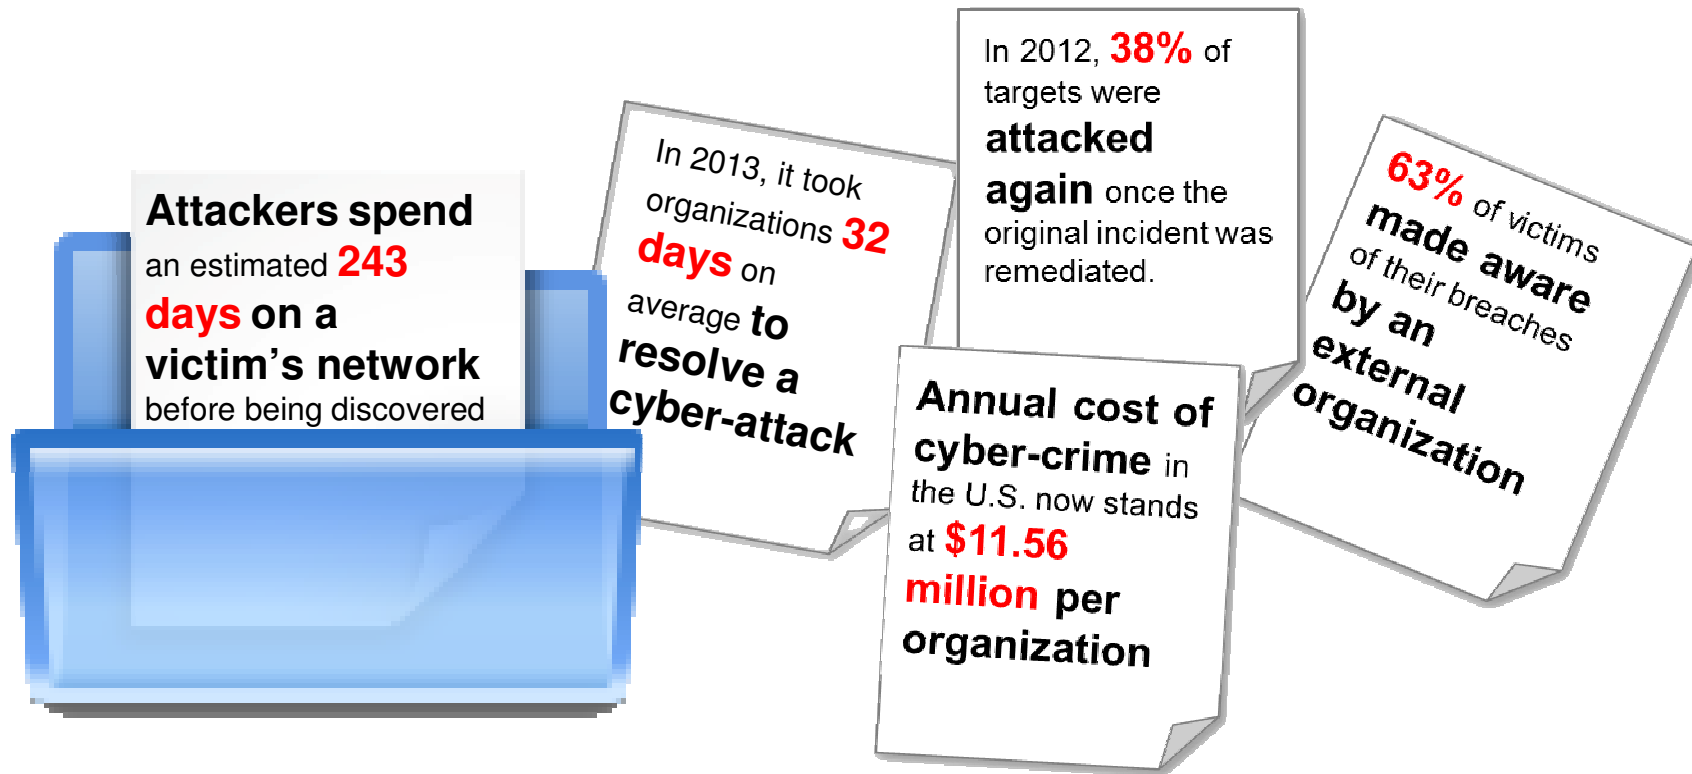 Attackers spend
an estimated 243
days on a
victim's network
before being discovered
In 2013, it took
organizations 32
days on
average to
resolve a
cyber-attack
In 2012, 38% of
targets were
attacked
again once the
original incident was
remediated.
Annual cost of
cyber-crime in
the U.S. now stands
at $11.56
million per
organization
63% of victims
made aware
of their breaches
by an
external
organization